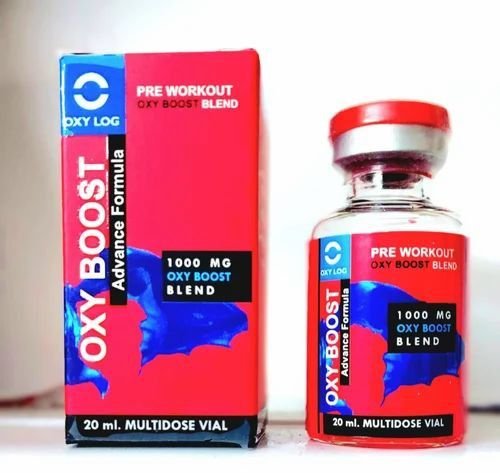 OXY LOG
PRE WORKOUT
OXY BOOST BLEND
OXY BOOST
Advance Formula
1000 MG
OXY BOOST
BLEND
20 ml. MULTIDOSE VIAL
OXY LOG
PRE WORKOUT
OXY BOOST BLEND
OXY BOOST
Advance Formula
1000 MG
OXY BOOST
BLEND
20 ml. MULTIDOSE VIAL